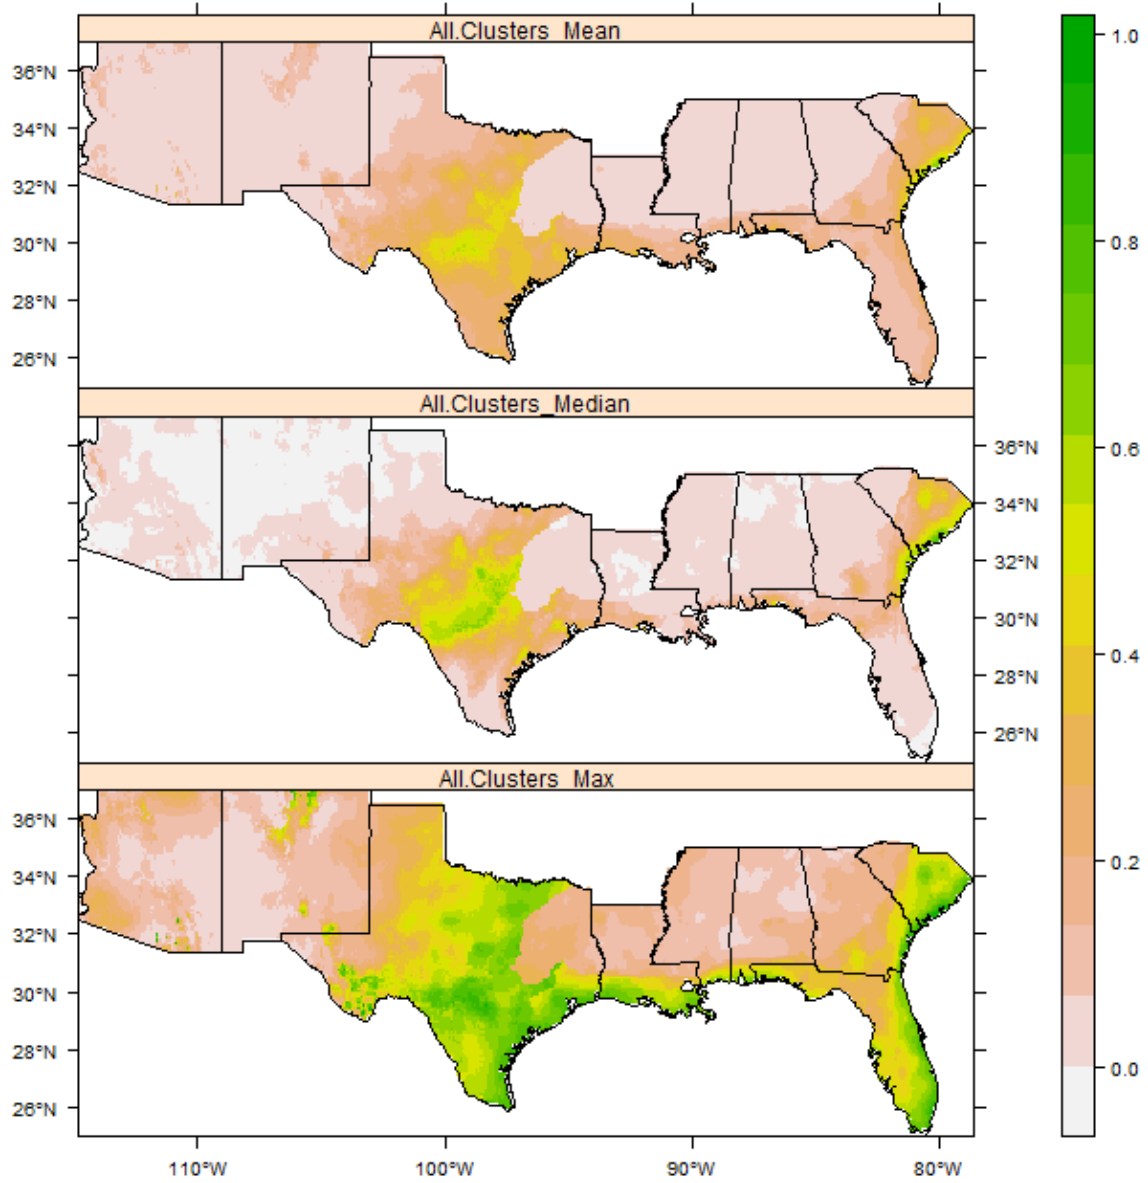 All.Clusters_Mean
36°N
34°N
32°N
30°N
28°N
26°N
All.Clusters_Median
36°N
34°N
32°N
30°N
28°N
26°N
All.Clusters_Max
36°N
34°N
32°N
30°N
28°N
26°N
110°W 100°W 90°W 80°W
1.0
0.8
0.6
0.4
0.2
0.0